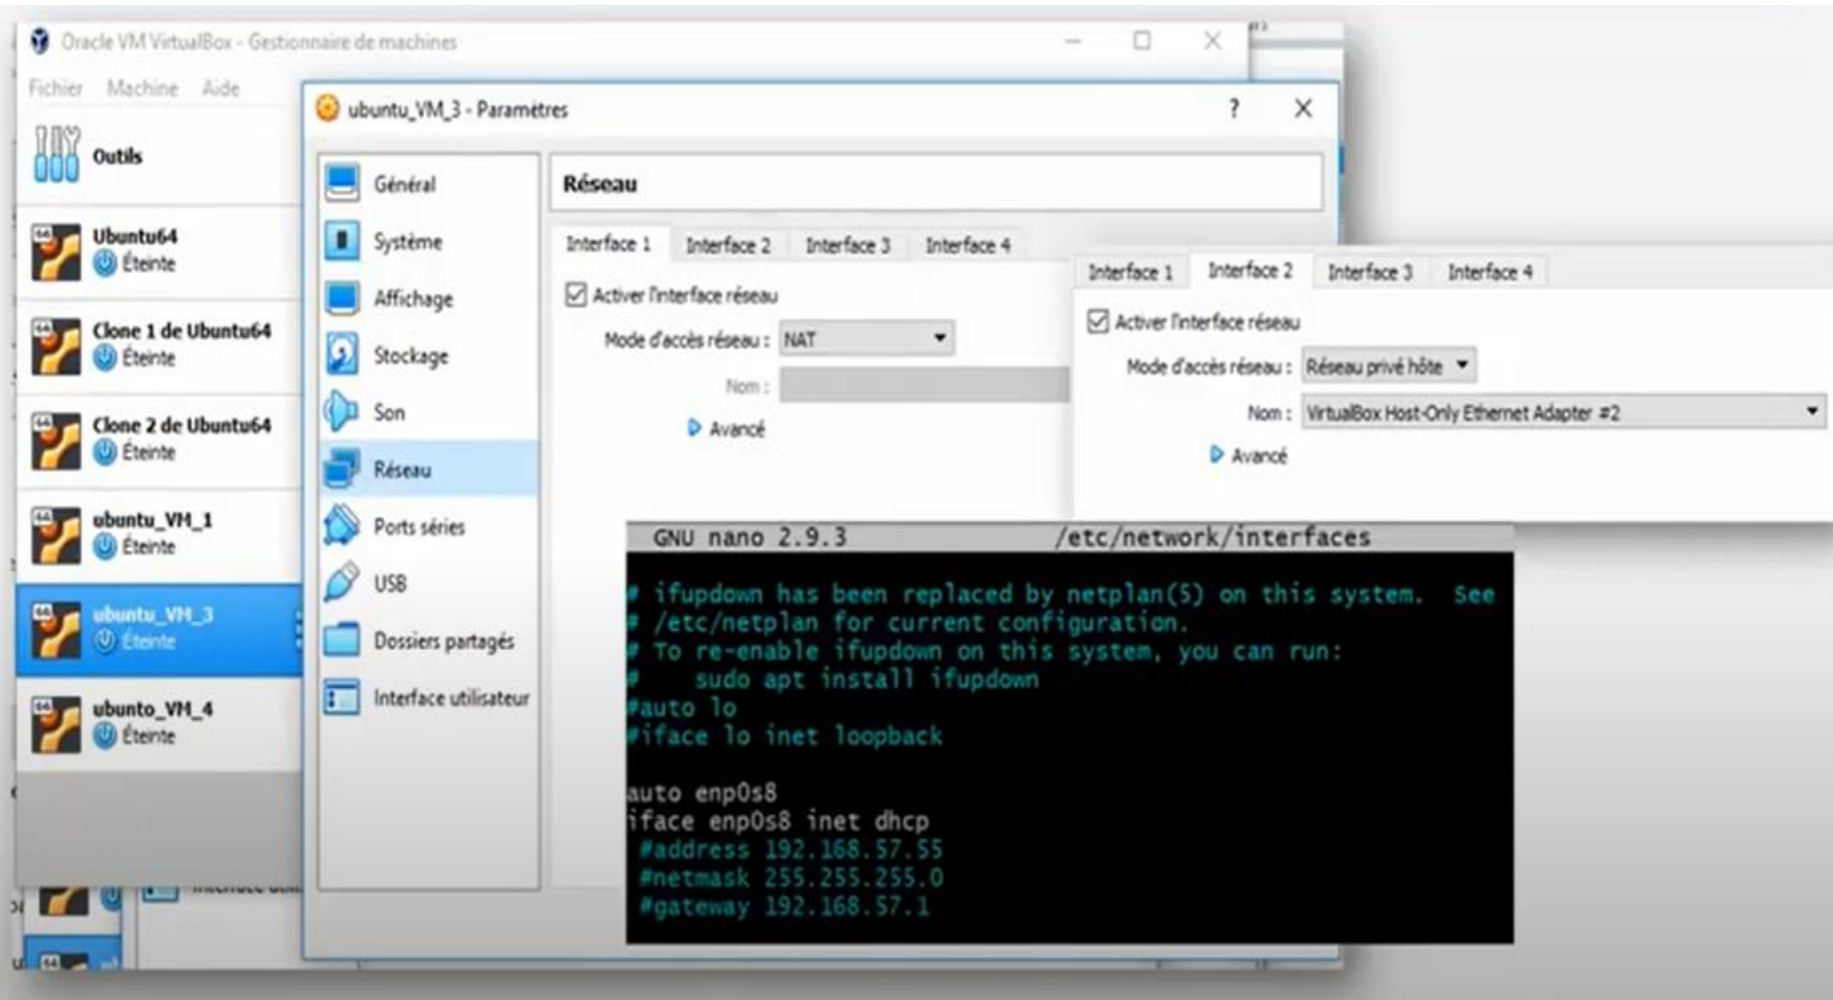 Oracle VM VirtualBox - Gestionnaire de machines
Fichier Machine Aide
Outils
Ubuntu64
Éteinte
Clone 1 de Ubuntu64
Éteinte
Clone 2 de Ubuntu64
Éteinte
ubuntu_VM_1
Éteinte
ubuntu_VM_3
Éteinte
ubunto_VM_4
Éteinte
ubuntu_VM_3 - Paramètres
Général
Système
Affichage
Stockage
Son
Réseau
Ports séries
USB
Dossiers partagés
Interface utilisateur
Réseau
Interface 1 Interface 2 Interface 3 Interface 4
Activer l'interface réseau
Mode d'accès réseau : NAT
Nom :
Avancé
Interface 1 Interface 2 Interface 3 Interface 4
Activer l'interface réseau
Mode d'accès réseau : Réseau privé hôte
Nom : VirtualBox Host-Only Ethernet Adapter #2
Avancé
GNU nano 2.9.3 /etc/network/interfaces
# ifupdown has been replaced by netplan(5) on this system. See
# /etc/netplan for current configuration.
# To re-enable ifupdown on this system, you can run:
# sudo apt install ifupdown
#auto lo
#iface lo inet loopback
auto enp0s8
iface enp0s8 inet dhcp
#address 192.168.57.55
#netmask 255.255.255.0
#gateway 192.168.57.1